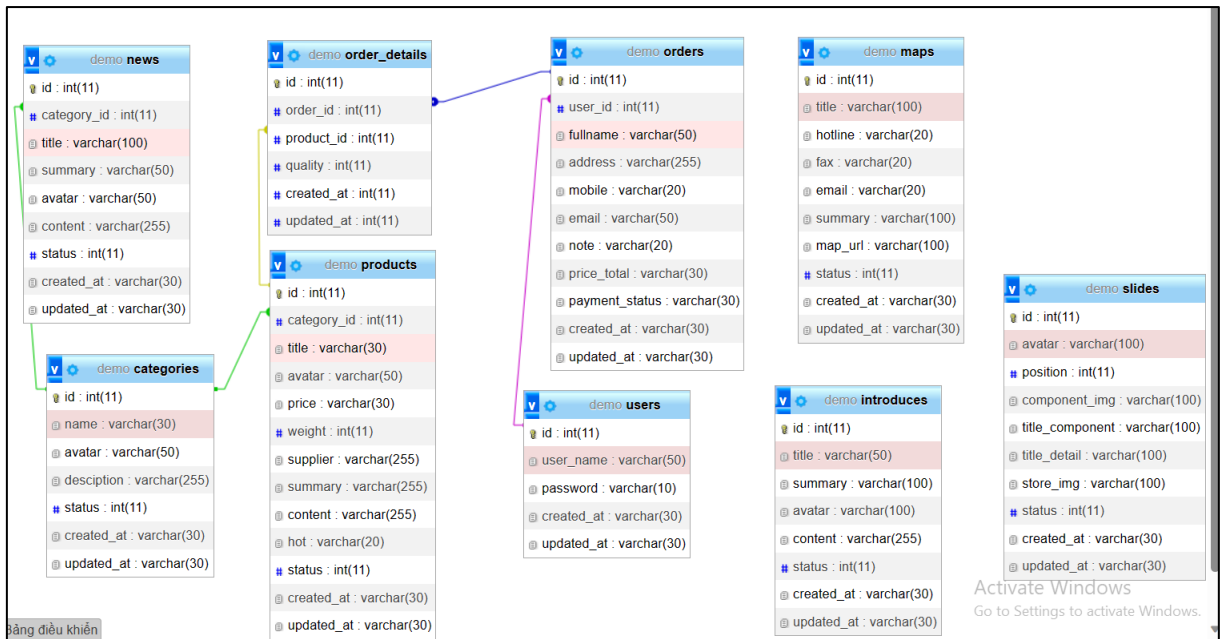 demo news
id : int(11)
category_id : int(11)
title : varchar(100)
summary : varchar(50)
avatar : varchar(50)
content : varchar(255)
status : int(11)
created_at : varchar(30)
updated_at : varchar(30)
demo categories
id : int(11)
name : varchar(30)
avatar : varchar(50)
desciption : varchar(255)
status : int(11)
created_at : varchar(30)
updated_at : varchar(30)
demo order_details
id : int(11)
order_id : int(11)
product_id : int(11)
quality : int(11)
created_at : int(11)
updated_at : int(11)
demo products
id : int(11)
category_id : int(11)
title : varchar(30)
avatar : varchar(50)
price : varchar(30)
weight : int(11)
supplier : varchar(255)
summary : varchar(255)
content : varchar(255)
hot : varchar(20)
status : int(11)
created_at : varchar(30)
updated_at : varchar(30)
demo orders
id : int(11)
user_id : int(11)
fullname : varchar(50)
address : varchar(255)
mobile : varchar(20)
email : varchar(50)
note : varchar(20)
price_total : varchar(30)
payment_status : varchar(30)
created_at : varchar(30)
updated_at : varchar(30)
demo users
id : int(11)
user_name : varchar(50)
password : varchar(10)
created_at : varchar(30)
updated_at : varchar(30)
demo maps
id : int(11)
title : varchar(100)
hotline : varchar(20)
fax : varchar(20)
email : varchar(20)
summary : varchar(100)
map_url : varchar(100)
status : int(11)
created_at : varchar(30)
updated_at : varchar(30)
demo introduces
id : int(11)
title : varchar(50)
summary : varchar(100)
avatar : varchar(100)
content : varchar(255)
status : int(11)
created_at : varchar(30)
updated_at : varchar(30)
demo slides
id : int(11)
avatar : varchar(100)
position : int(11)
component_img : varchar(100)
title_component : varchar(100)
title_detail : varchar(100)
store_img : varchar(100)
status : int(11)
created_at : varchar(30)
updated_at : varchar(30)
Activate Windows
Go to Settings to activate Windows.
Bảng điều khiển